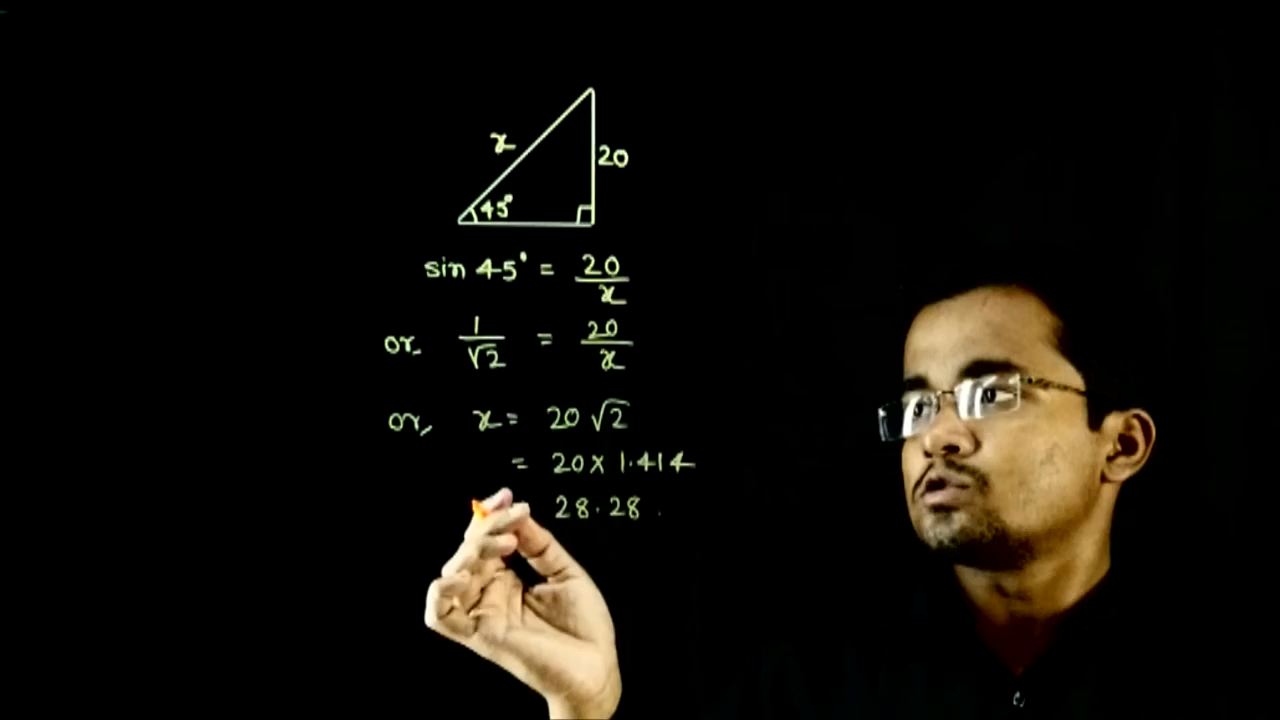 x
20
45°
sin 45° = 20/x
or, 1/√2 = 20/x
or, x = 20 √2
= 20 × 1.414
28.28.